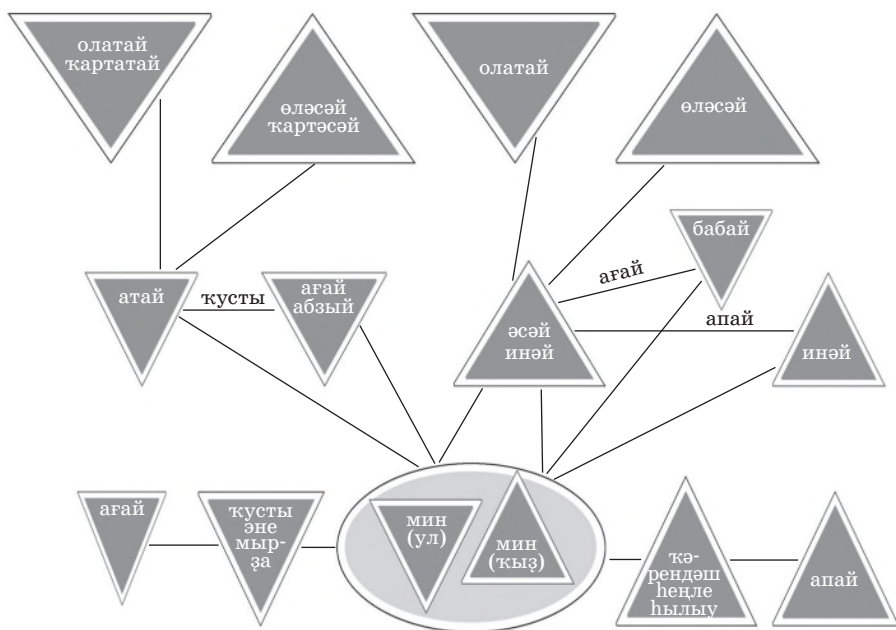 олатай
ҡартатай
өләсәй
ҡартәсәй
олатай
өләсәй
атай
ҡусты
ағай
абзый
әсәй
инәй
ағай
бабай
апай
инәй
ағай
ҡусты
эне
мыр-
ҙа
мин
(ул)
мин
(ҡыҙ)
ҡә-
рендәш
һеңле
һылыу
апай